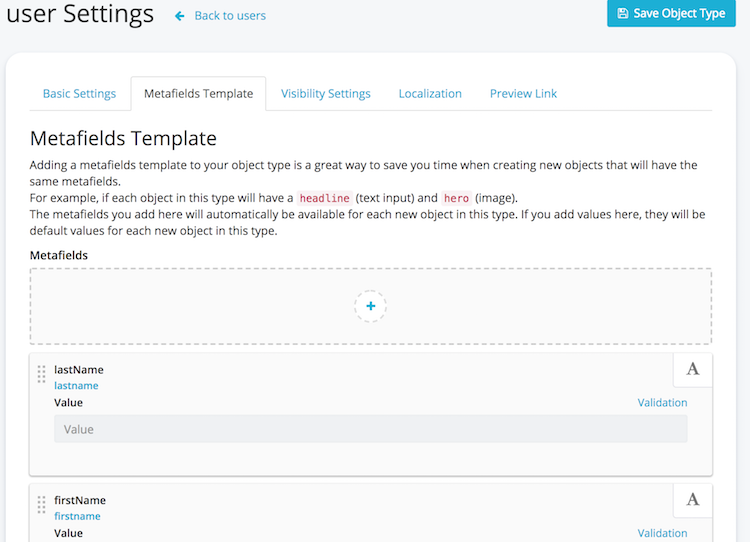 user Settings
Back to users
Save Object Type
Basic Settings
Metafields Template
Visibility Settings
Localization
Preview Link
Metafields Template
Adding a metafields template to your object type is a great way to save you time when creating new objects that will have the
same metafields.
For example, if each object in this type will have a headline (text input) and hero (image).
The metafields you add here will automatically be available for each new object in this type. If you add values here, they will be
default values for each new object in this type.
Metafields
+
lastName
A
lastname
Value
Validation
Value
firstName
A
firstname
Value
Validation